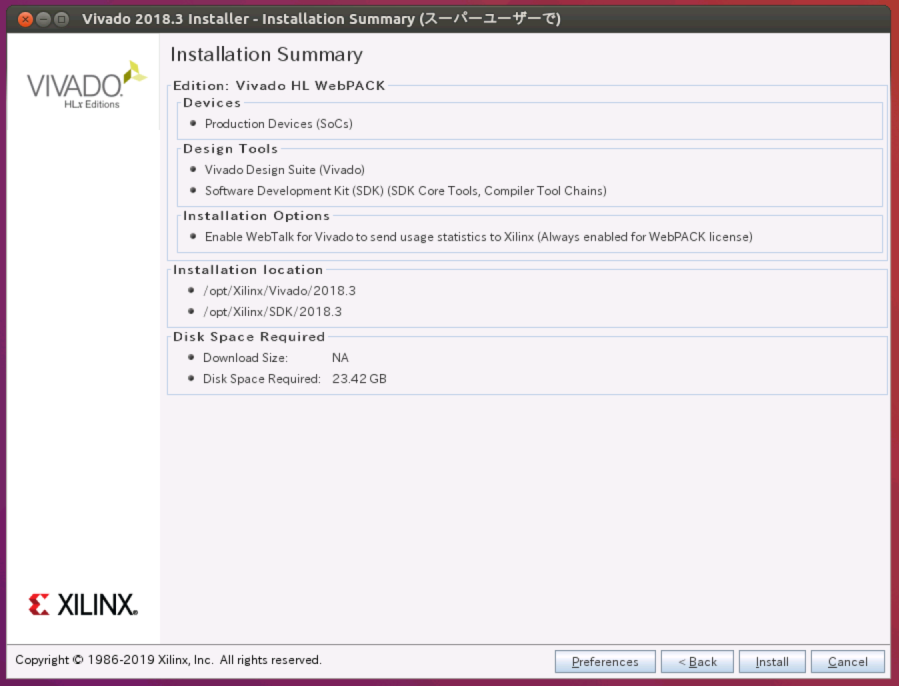 Vivado 2018.3 Installer - Installation Summary (スーパーユーザーで)
VIVADO.
HLx Editions
Installation Summary
Edition: Vivado HL WebPACK
Devices
Production Devices (SoCs)
Design Tools
Vivado Design Suite (Vivado)
Software Development Kit (SDK) (SDK Core Tools, Compiler Tool Chains)
Installation Options
Enable WebTalk for Vivado to send usage statistics to Xilinx (Always enabled for WebPACK license)
Installation location
/opt/Xilinx/Vivado/2018.3
/opt/Xilinx/SDK/2018.3
Disk Space Required
Download Size: NA
Disk Space Required: 23.42 GB
XILINX®
Copyright © 1986-2019 Xilinx, Inc. All rights reserved.
Preferences < Back Install Cancel